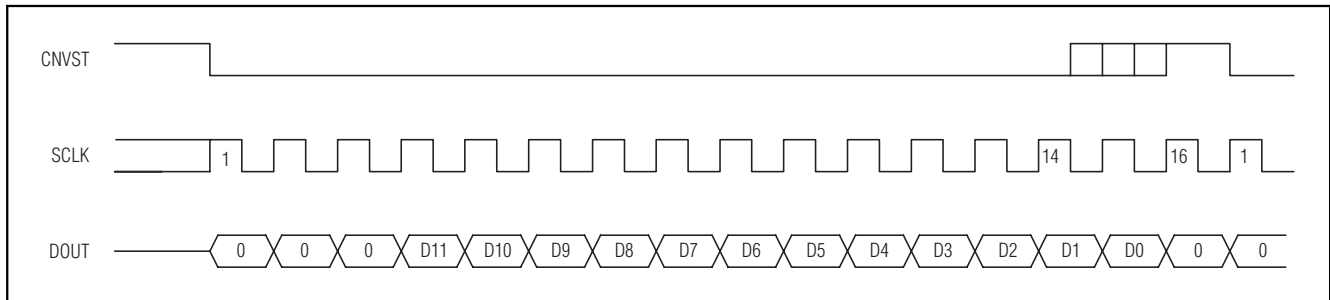 CNVST
SCLK 1 14 16 1
DOUT 0 0 0 D11 D10 D9 D8 D7 D6 D5 D4 D3 D2 D1 D0 0 0